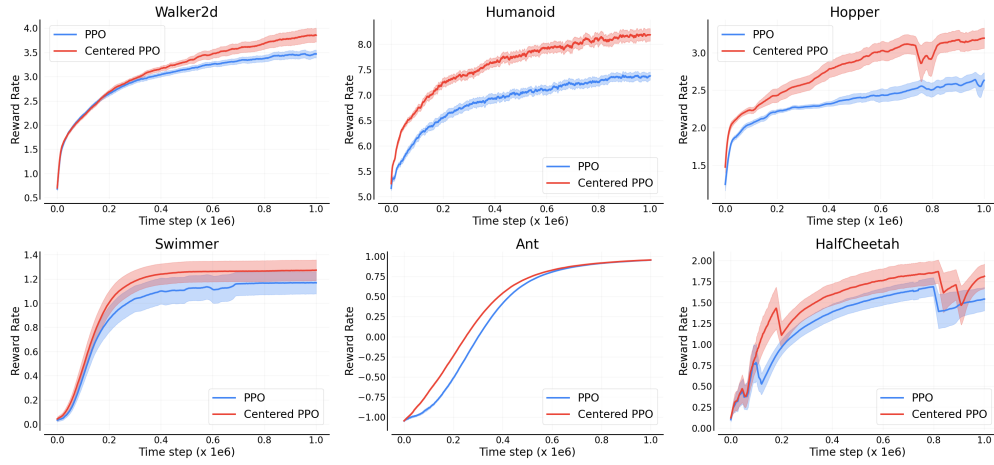 Walker2d
4.0
3.5
3.0
2.5
2.0
1.5
1.0
0.5
Reward Rate
PPO
Centered PPO
0.0 0.2 0.4 0.6 0.8 1.0
Time step (x 1e6)
Humanoid
8.0
7.5
7.0
6.5
6.0
5.5
5.0
Reward Rate
PPO
Centered PPO
0.0 0.2 0.4 0.6 0.8 1.0
Time step (x 1e6)
Hopper
3.0
2.5
2.0
1.5
Reward Rate
PPO
Centered PPO
0.0 0.2 0.4 0.6 0.8 1.0
Time step (x 1e6)
Swimmer
1.4
1.2
1.0
0.8
0.6
0.4
0.2
0.0
Reward Rate
PPO
Centered PPO
0.0 0.2 0.4 0.6 0.8 1.0
Time step (x 1e6)
Ant
1.00
0.75
0.50
0.25
0.00
−0.25
−0.50
−0.75
−1.00
Reward Rate
PPO
Centered PPO
0.0 0.2 0.4 0.6 0.8 1.0
Time step (x 1e6)
HalfCheetah
2.00
1.75
1.50
1.25
1.00
0.75
0.50
0.25
0.00
Reward Rate
PPO
Centered PPO
0.0 0.2 0.4 0.6 0.8 1.0
Time step (x 1e6)